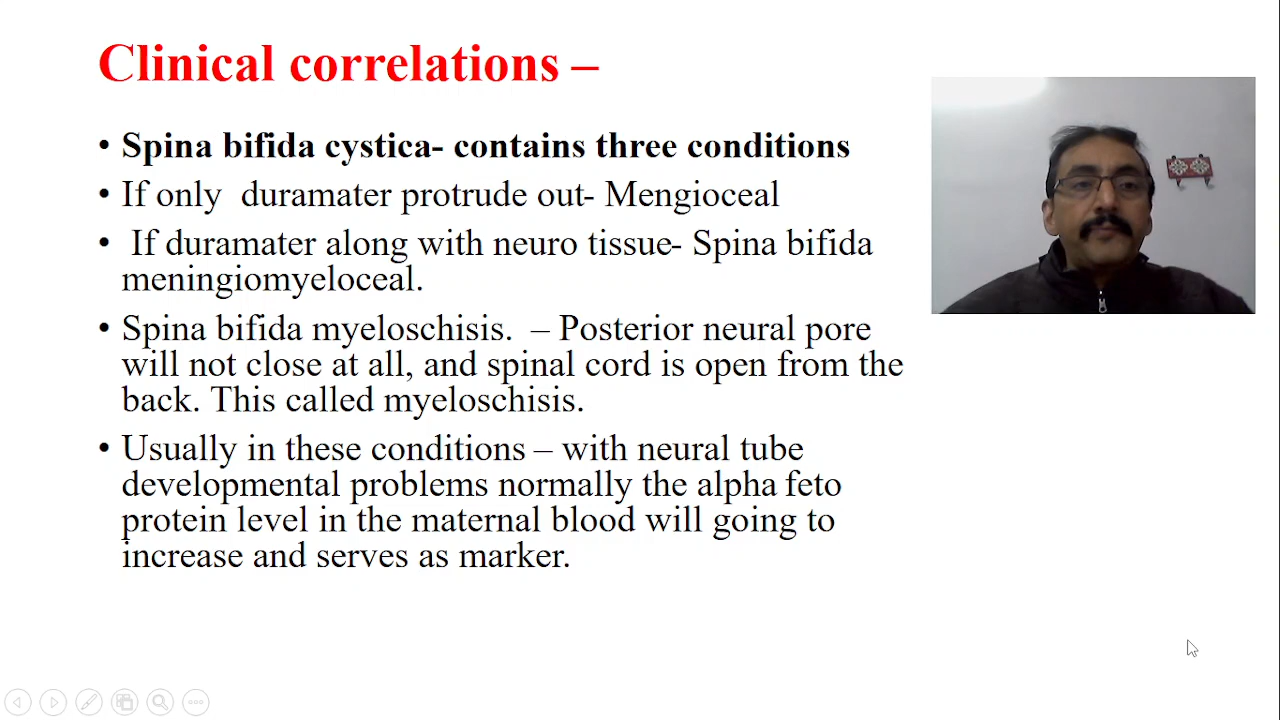 Clinical correlations –
• Spina bifida cystica- contains three conditions
• If only duramater protrude out- Mengioceal
• If duramater along with neuro tissue- Spina bifida
meningiomyeloceal.
• Spina bifida myeloschisis. – Posterior neural pore
will not close at all, and spinal cord is open from the
back. This called myeloschisis.
• Usually in these conditions – with neural tube
developmental problems normally the alpha feto
protein level in the maternal blood will going to
increase and serves as marker.